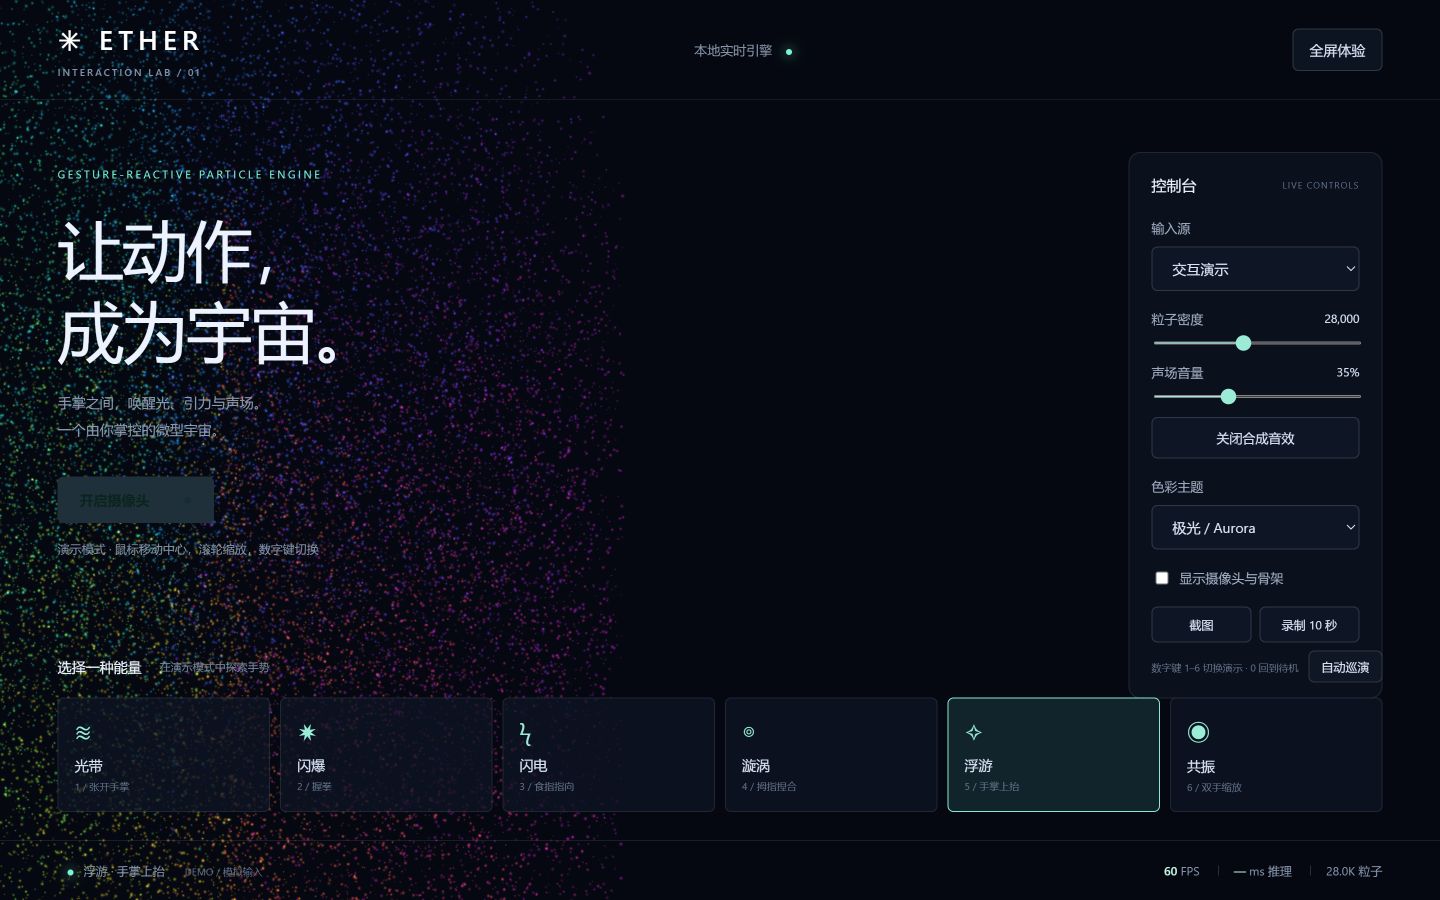 ETHER
INTERACTION LAB / 01
本地实时引擎
全屏体验
GESTURE-REACTIVE PARTICLE ENGINE
让动作，
成为宇宙。
手掌之间，唤醒光、引力与声场。
一个由你掌控的微型宇宙。
开启摄像头
演示模式 · 鼠标移动中心，滚轮缩放，数字键切换
控制台
LIVE CONTROLS
输入源
交互演示
粒子密度 28,000
声场音量 35%
关闭合成音效
色彩主题
极光 / Aurora
显示摄像头与骨架
截图
录制 10 秒
数字键 1–6 切换演示 · 0 回到待机
自动巡演
选择一种能量
在演示模式中探索手势
光带
1 / 张开手掌
闪爆
2 / 握拳
闪电
3 / 食指指向
漩涡
4 / 拇指捏合
浮游
5 / 手掌上抬
共振
6 / 双手缩放
浮游 · 手掌上抬
DEMO / 模拟输入
60 FPS
— ms 推理
28.0K 粒子